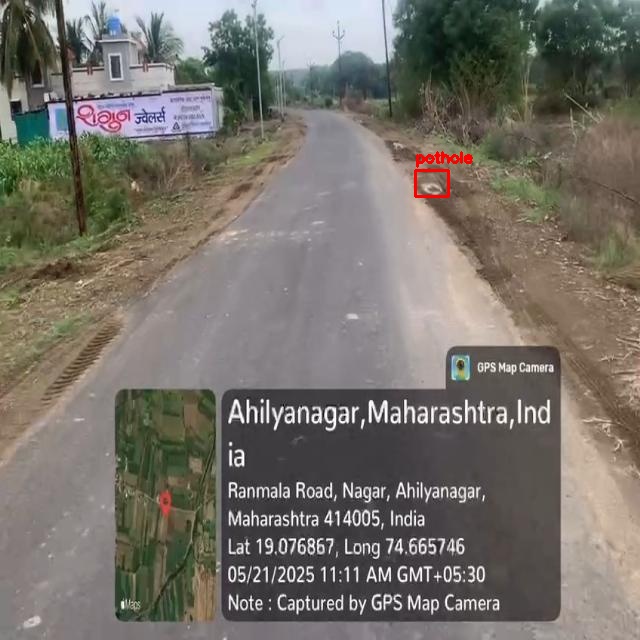 शगुन ज्वेलर्स
pothole
GPS Map Camera
Ahilyanagar,Maharashtra,Ind
ia
Ranmala Road, Nagar, Ahilyanagar,
Maharashtra 414005, India
Lat 19.076867, Long 74.665746
05/21/2025 11:11 AM GMT+05:30
Note : Captured by GPS Map Camera
Maps